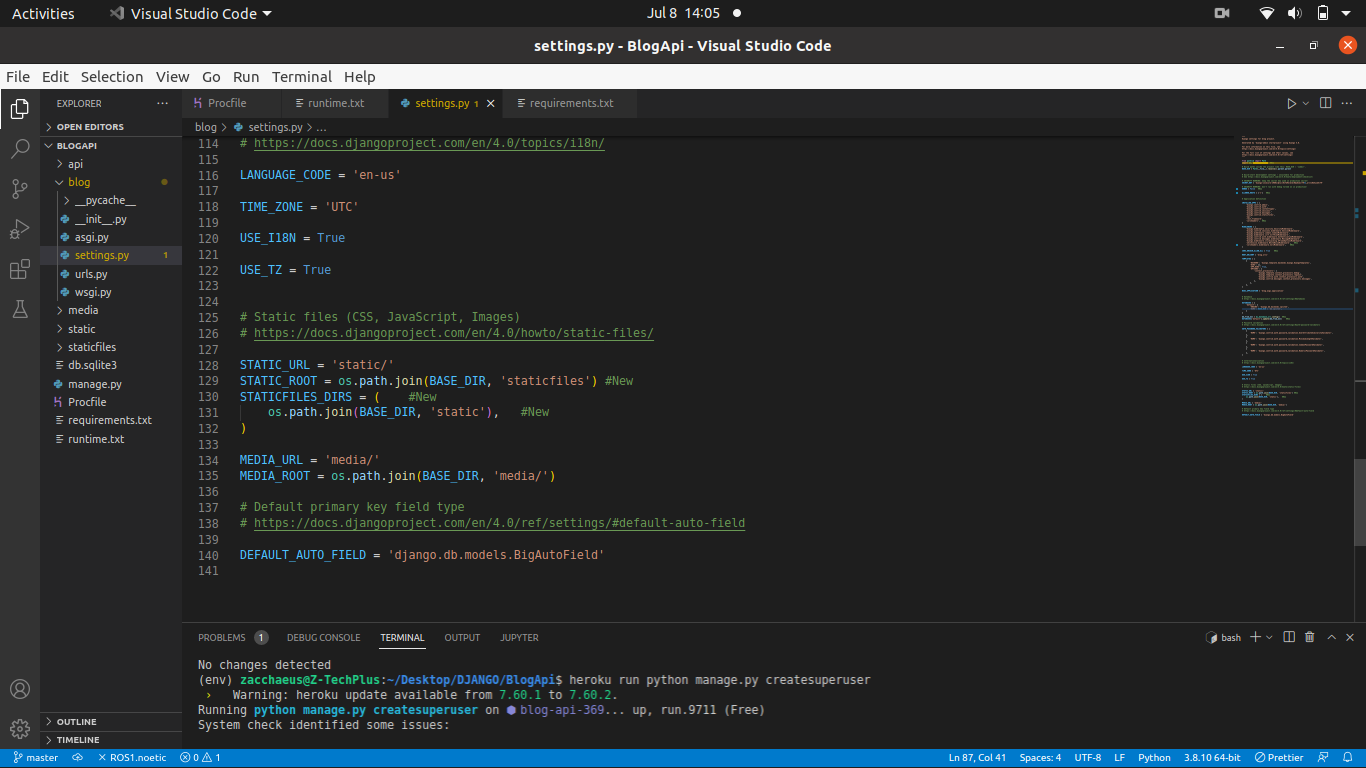 Activities
Visual Studio Code
Jul 8 14:05
settings.py - BlogApi - Visual Studio Code
File Edit Selection View Go Run Terminal Help
EXPLORER
OPEN EDITORS
BLOGAPI
api
blog
__pycache__
__init__.py
asgi.py
settings.py 1
urls.py
wsgi.py
media
static
staticfiles
db.sqlite3
manage.py
Procfile
requirements.txt
runtime.txt
OUTLINE
TIMELINE
Procfile runtime.txt settings.py 1 requirements.txt
blog > settings.py > ...
114 # https://docs.djangoproject.com/en/4.0/topics/i18n/
115
116 LANGUAGE_CODE = 'en-us'
117
118 TIME_ZONE = 'UTC'
119
120 USE_I18N = True
121
122 USE_TZ = True
123
124
125 # Static files (CSS, JavaScript, Images)
126 # https://docs.djangoproject.com/en/4.0/howto/static-files/
127
128 STATIC_URL = 'static/'
129 STATIC_ROOT = os.path.join(BASE_DIR, 'staticfiles') #New
130 STATICFILES_DIRS = (    #New
131     os.path.join(BASE_DIR, 'static'),   #New
132 )
133
134 MEDIA_URL = 'media/'
135 MEDIA_ROOT = os.path.join(BASE_DIR, 'media/')
136
137 # Default primary key field type
138 # https://docs.djangoproject.com/en/4.0/ref/settings/#default-auto-field
139
140 DEFAULT_AUTO_FIELD = 'django.db.models.BigAutoField'
141
PROBLEMS 1 DEBUG CONSOLE TERMINAL OUTPUT JUPYTER
bash
No changes detected
(env) zacchaeus@Z-TechPlus:~/Desktop/DJANGO/BlogApi$ heroku run python manage.py createsuperuser
›   Warning: heroku update available from 7.60.1 to 7.60.2.
Running python manage.py createsuperuser on ⬢ blog-api-369... up, run.9711 (Free)
System check identified some issues:
master ROS1.noetic 0 1 Ln 87, Col 41 Spaces: 4 UTF-8 LF Python 3.8.10 64-bit Prettier